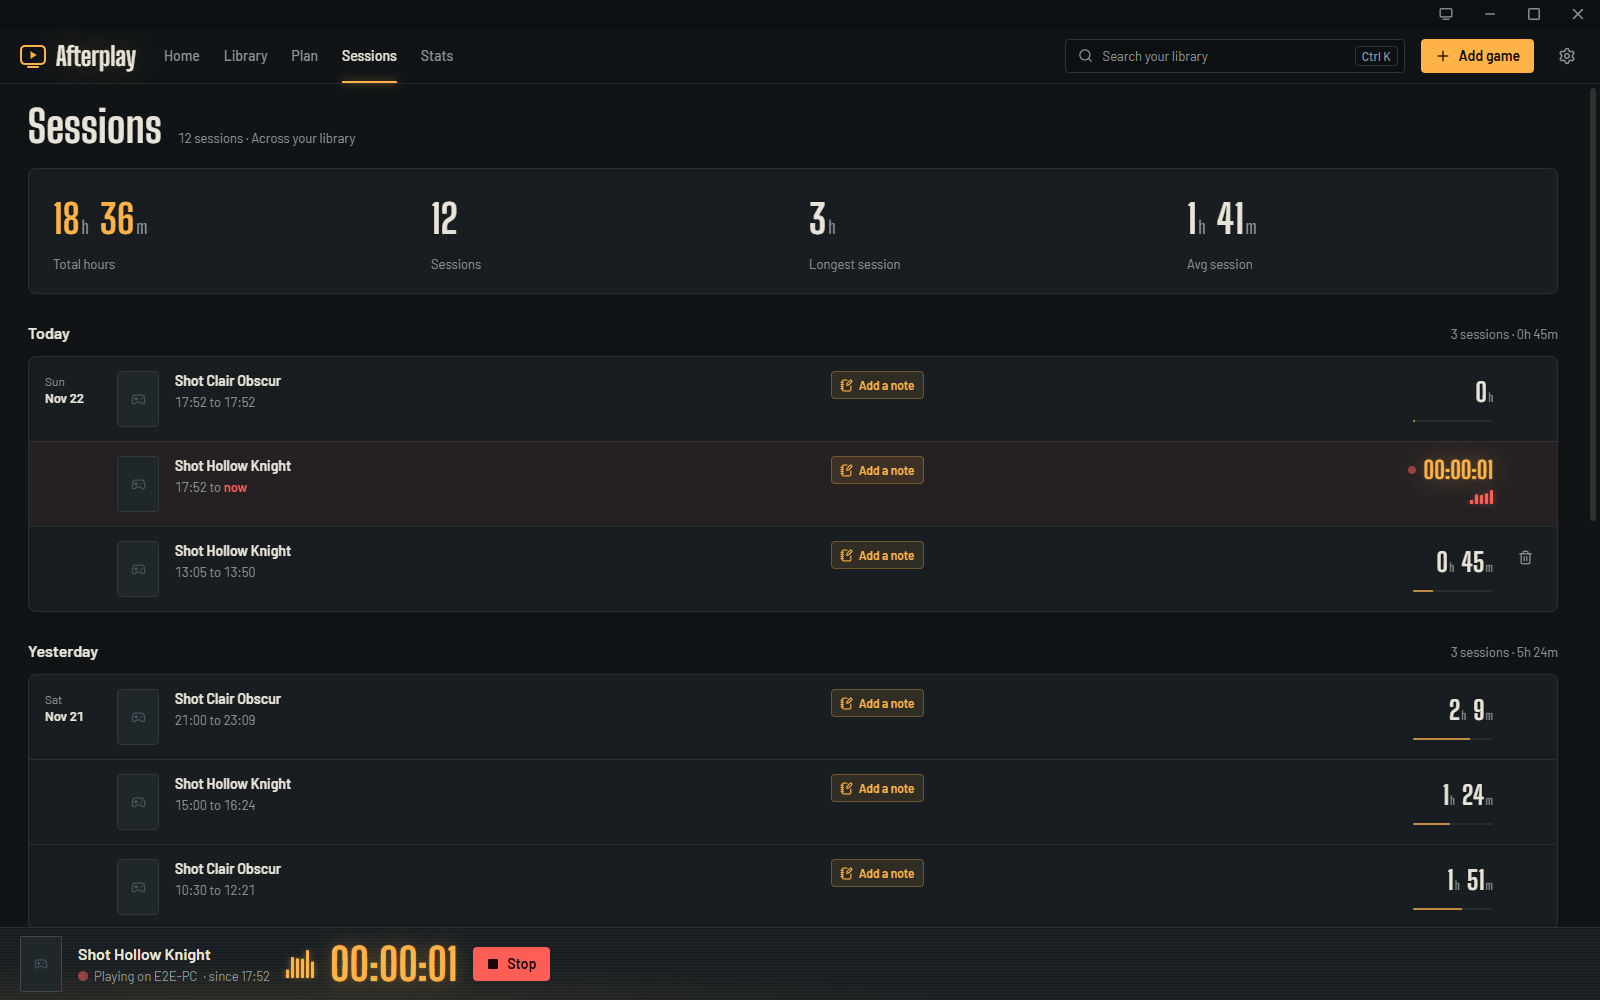 Afterplay
Home
Library
Plan
Sessions
Stats
Search your library
Ctrl K
Add game
Sessions
12 sessions · Across your library
18h 36m
12
3h
1h 41m
Total hours
Sessions
Longest session
Avg session
Today
3 sessions · 0h 45m
Sun
Nov 22
Shot Clair Obscur
17:52 to 17:52
Add a note
0h
Shot Hollow Knight
17:52 to now
Add a note
00:00:01
Shot Hollow Knight
13:05 to 13:50
Add a note
0h 45m
Yesterday
3 sessions · 5h 24m
Sat
Nov 21
Shot Clair Obscur
21:00 to 23:09
Add a note
2h 9m
Shot Hollow Knight
15:00 to 16:24
Add a note
1h 24m
Shot Clair Obscur
10:30 to 12:21
Add a note
1h 51m
Shot Hollow Knight
Playing on E2E-PC · since 17:52
00:00:01
Stop